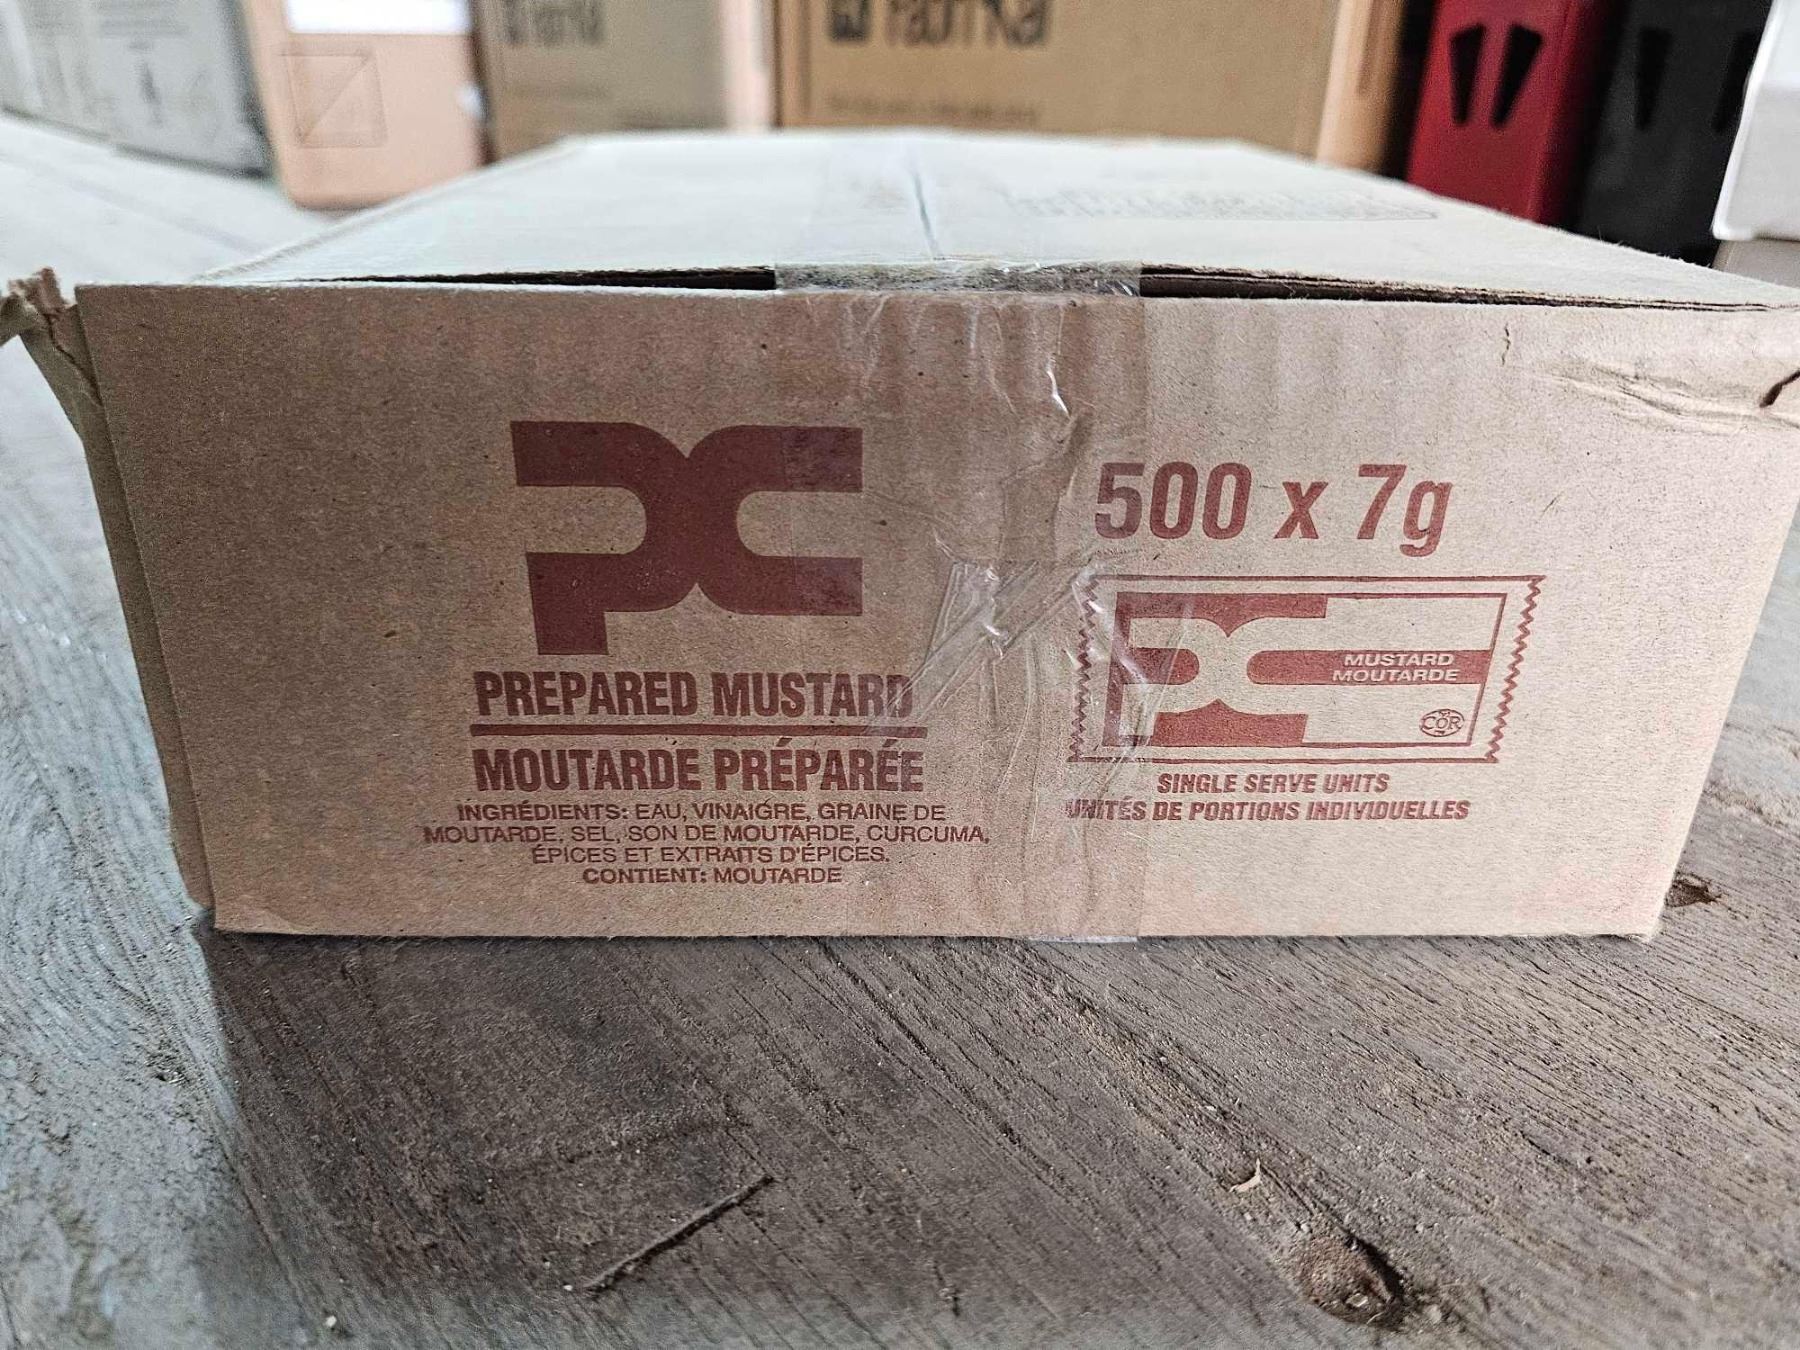 PC
PREPARED MUSTARD
MOUTARDE PRÉPARÉE
INGRÉDIENTS: EAU, VINAIGRE, GRAINE DE
MOUTARDE, SEL, SON DE MOUTARDE, CURCUMA,
ÉPICES ET EXTRAITS D'ÉPICES.
CONTIENT: MOUTARDE
500 x 7g
PC
MUSTARD
MOUTARDE
COR
SINGLE SERVE UNITS
UNITÉS DE PORTIONS INDIVIDUELLES